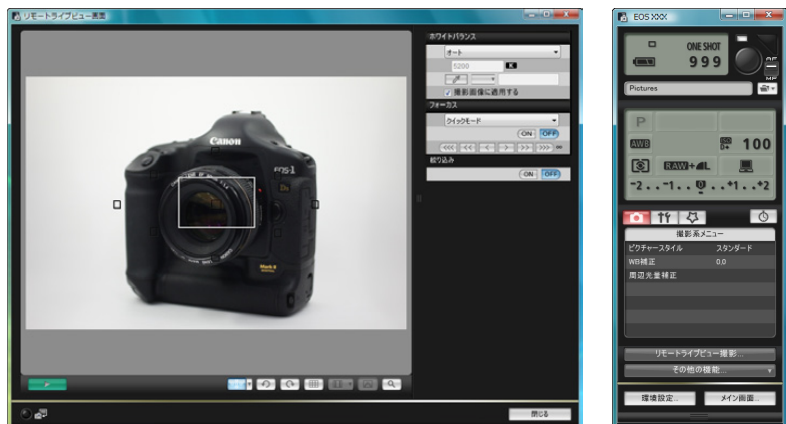 リモートライブビュー画面
ホワイトバランス
オート
5200 K
撮影画像に適用する
フォーカス
クイックモード
ON OFF
絞り込み
ON OFF
Canon
EOS-1
Ds
Mark II
閉じる
EOS XXX
ONE SHOT
999
AF
MF
Pictures
P
AWB
100
RAW+L
-2..-1..0..+1..+2
撮影系メニュー
ピクチャースタイル スタンダード
WB補正 0,0
周辺光量補正
リモートライブビュー撮影...
その他の機能...
環境設定...
メイン画面...